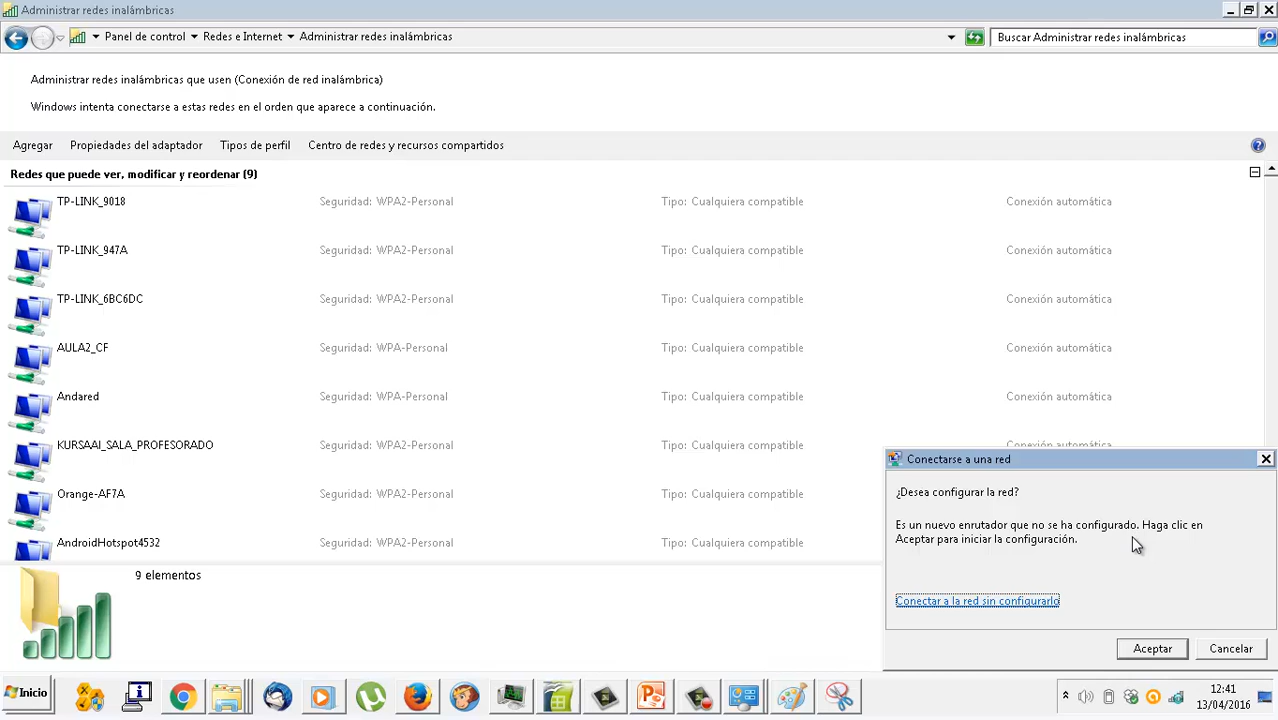 Administrar redes inalámbricas
Panel de control Redes e Internet Administrar redes inalámbricas
Buscar Administrar redes inalámbricas
Administrar redes inalámbricas que usen (Conexión de red inalámbrica)
Windows intenta conectarse a estas redes en el orden que aparece a continuación.
Agregar Propiedades del adaptador Tipos de perfil Centro de redes y recursos compartidos
Redes que puede ver, modificar y reordenar (9)
TP-LINK_9018 Seguridad: WPA2-Personal Tipo: Cualquiera compatible Conexión automática
TP-LINK_947A Seguridad: WPA2-Personal Tipo: Cualquiera compatible Conexión automática
TP-LINK_6BC6DC Seguridad: WPA2-Personal Tipo: Cualquiera compatible Conexión automática
AULA2_CF Seguridad: WPA-Personal Tipo: Cualquiera compatible Conexión automática
Andared Seguridad: WPA-Personal Tipo: Cualquiera compatible Conexión automática
KURSAAL_SALA_PROFESORADO Seguridad: WPA2-Personal Tipo: Cualquiera compatible Conexión automática
Orange-AF7A Seguridad: WPA2-Personal Tipo: Cualquiera compatible
AndroidHotspot4532 Seguridad: WPA2-Personal Tipo: Cualquiera compatible
9 elementos
Conectarse a una red
¿Desea configurar la red?
Es un nuevo enrutador que no se ha configurado. Haga clic en
Aceptar para iniciar la configuración.
Conectar a la red sin configurarlo
Aceptar Cancelar
Inicio
12:41
13/04/2016